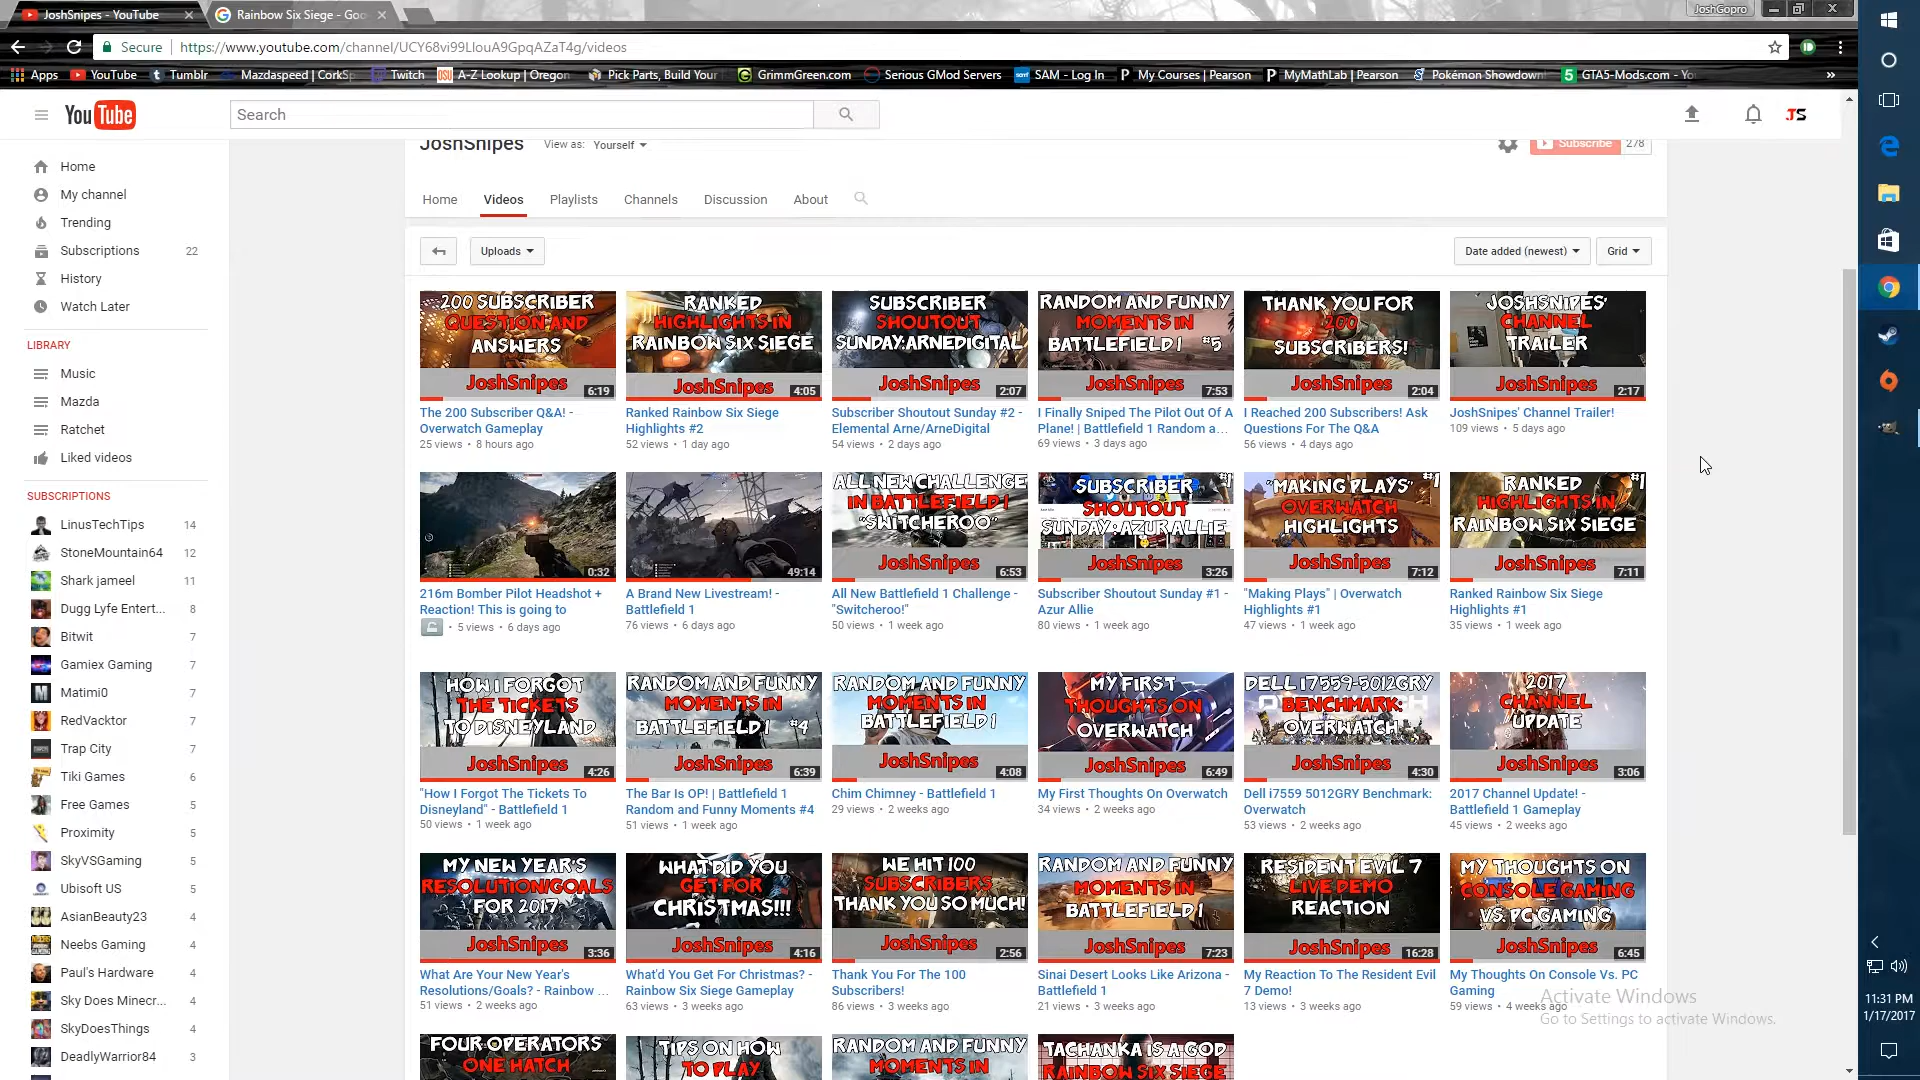 JoshSnipes - YouTube
Rainbow Six Siege - Goo
JoshGopro
Secure
https://www.youtube.com/channel/UCY68vi99LIouA9GpqAZaT4g/videos
Apps
YouTube
Tumblr
Mazdaspeed | CorkSp
Twitch
A-Z Lookup | Oregon
Pick Parts, Build Your
GrimmGreen.com
Serious GMod Servers
SAM - Log In
My Courses | Pearson
MyMathLab | Pearson
Pokémon Showdown
GTA5-Mods.com - Yo
YouTube
Search
JS
JoshSnipes
View as: Yourself
Subscribe 278
Home
Videos
Playlists
Channels
Discussion
About
Uploads
Date added (newest)
Grid
Home
My channel
Trending
Subscriptions 22
History
Watch Later
LIBRARY
Music
Mazda
Ratchet
Liked videos
SUBSCRIPTIONS
LinusTechTips 14
StoneMountain64 12
Shark jameel 11
Dugg Lyfe Entert... 8
Bitwit 7
Gamiex Gaming 7
Matimi0 7
RedVacktor 7
Trap City 7
Tiki Games 6
Free Games 5
Proximity 5
SkyVSGaming 5
Ubisoft US 5
AsianBeauty23 4
Neebs Gaming 4
Paul's Hardware 4
Sky Does Minecr... 4
SkyDoesThings 4
DeadlyWarrior84 3
200 SUBSCRIBER
QUESTION AND
ANSWERS
JoshSnipes
6:19
The 200 Subscriber Q&A! -
Overwatch Gameplay
25 views • 8 hours ago
RANKED
HIGHLIGHTS IN
RAINBOW SIX SIEGE
JoshSnipes
4:05
Ranked Rainbow Six Siege
Highlights #2
52 views • 1 day ago
SUBSCRIBER
SHOUTOUT
SUNDAY:ARNEDIGITAL
JoshSnipes
2:07
Subscriber Shoutout Sunday #2 -
Elemental Arne/ArneDigital
54 views • 2 days ago
RANDOM AND FUNNY
MOMENTS IN
BATTLEFIELD 1 #5
JoshSnipes
7:53
I Finally Sniped The Pilot Out Of A
Plane! | Battlefield 1 Random a...
69 views • 3 days ago
THANK YOU FOR
200
SUBSCRIBERS!
JoshSnipes
2:04
I Reached 200 Subscribers! Ask
Questions For The Q&A
56 views • 4 days ago
JOSHSNIPES'
CHANNEL
TRAILER
JoshSnipes
2:17
JoshSnipes' Channel Trailer!
109 views • 5 days ago
0:32
216m Bomber Pilot Headshot +
Reaction! This is going to
• 5 views • 6 days ago
49:14
A Brand New Livestream! -
Battlefield 1
76 views • 6 days ago
ALL NEW CHALLENGE
IN BATTLEFIELD 1
"SWITCHEROO"
JoshSnipes
6:53
All New Battlefield 1 Challenge -
"Switcheroo!"
50 views • 1 week ago
SUBSCRIBER #1
SHOUTOUT
SUNDAY:AZURALLIE
JoshSnipes
3:26
Subscriber Shoutout Sunday #1 -
Azur Allie
80 views • 1 week ago
"MAKING PLAYS" #1
OVERWATCH
HIGHLIGHTS
JoshSnipes
7:12
"Making Plays" | Overwatch
Highlights #1
47 views • 1 week ago
RANKED #1
HIGHLIGHTS IN
RAINBOW SIX SIEGE
JoshSnipes
7:11
Ranked Rainbow Six Siege
Highlights #1
35 views • 1 week ago
HOW I FORGOT
THE TICKETS
TO DISNEYLAND
JoshSnipes
4:26
"How I Forgot The Tickets To
Disneyland" - Battlefield 1
50 views • 1 week ago
RANDOM AND FUNNY
MOMENTS IN
BATTLEFIELD 1 #4
JoshSnipes
6:39
The Bar Is OP! | Battlefield 1
Random and Funny Moments #4
51 views • 1 week ago
RANDOM AND FUNNY
MOMENTS IN
BATTLEFIELD 1
JoshSnipes
4:08
Chim Chimney - Battlefield 1
29 views • 2 weeks ago
MY FIRST
THOUGHTS ON
OVERWATCH
JoshSnipes
6:49
My First Thoughts On Overwatch
34 views • 2 weeks ago
DELL I7559-5012GRY
BENCHMARK:
OVERWATCH
JoshSnipes
4:30
Dell i7559 5012GRY Benchmark:
Overwatch
53 views • 2 weeks ago
2017
CHANNEL
UPDATE
JoshSnipes
3:06
2017 Channel Update! -
Battlefield 1 Gameplay
45 views • 2 weeks ago
MY NEW YEAR'S
RESOLUTION/GOALS
FOR 2017
JoshSnipes
3:36
What Are Your New Year's
Resolutions/Goals? - Rainbow ...
51 views • 2 weeks ago
WHAT DID YOU
GET FOR
CHRISTMAS!!!
JoshSnipes
4:16
What'd You Get For Christmas? -
Rainbow Six Siege Gameplay
63 views • 3 weeks ago
WE HIT 100
SUBSCRIBERS
THANK YOU SO MUCH!
JoshSnipes
2:56
Thank You For The 100
Subscribers!
86 views • 3 weeks ago
RANDOM AND FUNNY
MOMENTS IN
BATTLEFIELD 1
JoshSnipes
7:23
Sinai Desert Looks Like Arizona -
Battlefield 1
21 views • 3 weeks ago
RESIDENT EVIL 7
LIVE DEMO
REACTION
JoshSnipes
16:28
My Reaction To The Resident Evil
7 Demo!
13 views • 3 weeks ago
MY THOUGHTS ON
CONSOLE GAMING
VS. PC GAMING
JoshSnipes
6:45
My Thoughts On Console Vs. PC
Gaming
59 views • 4 weeks ago
FOUR OPERATORS
ONE HATCH
TIPS ON HOW
TO PLAY
RANDOM AND FUNNY
MOMENTS IN
TACHANKA IS A GOD
RAINBOW SIX SIEGE
Activate Windows
Go to Settings to activate Windows.
11:31 PM
1/17/2017